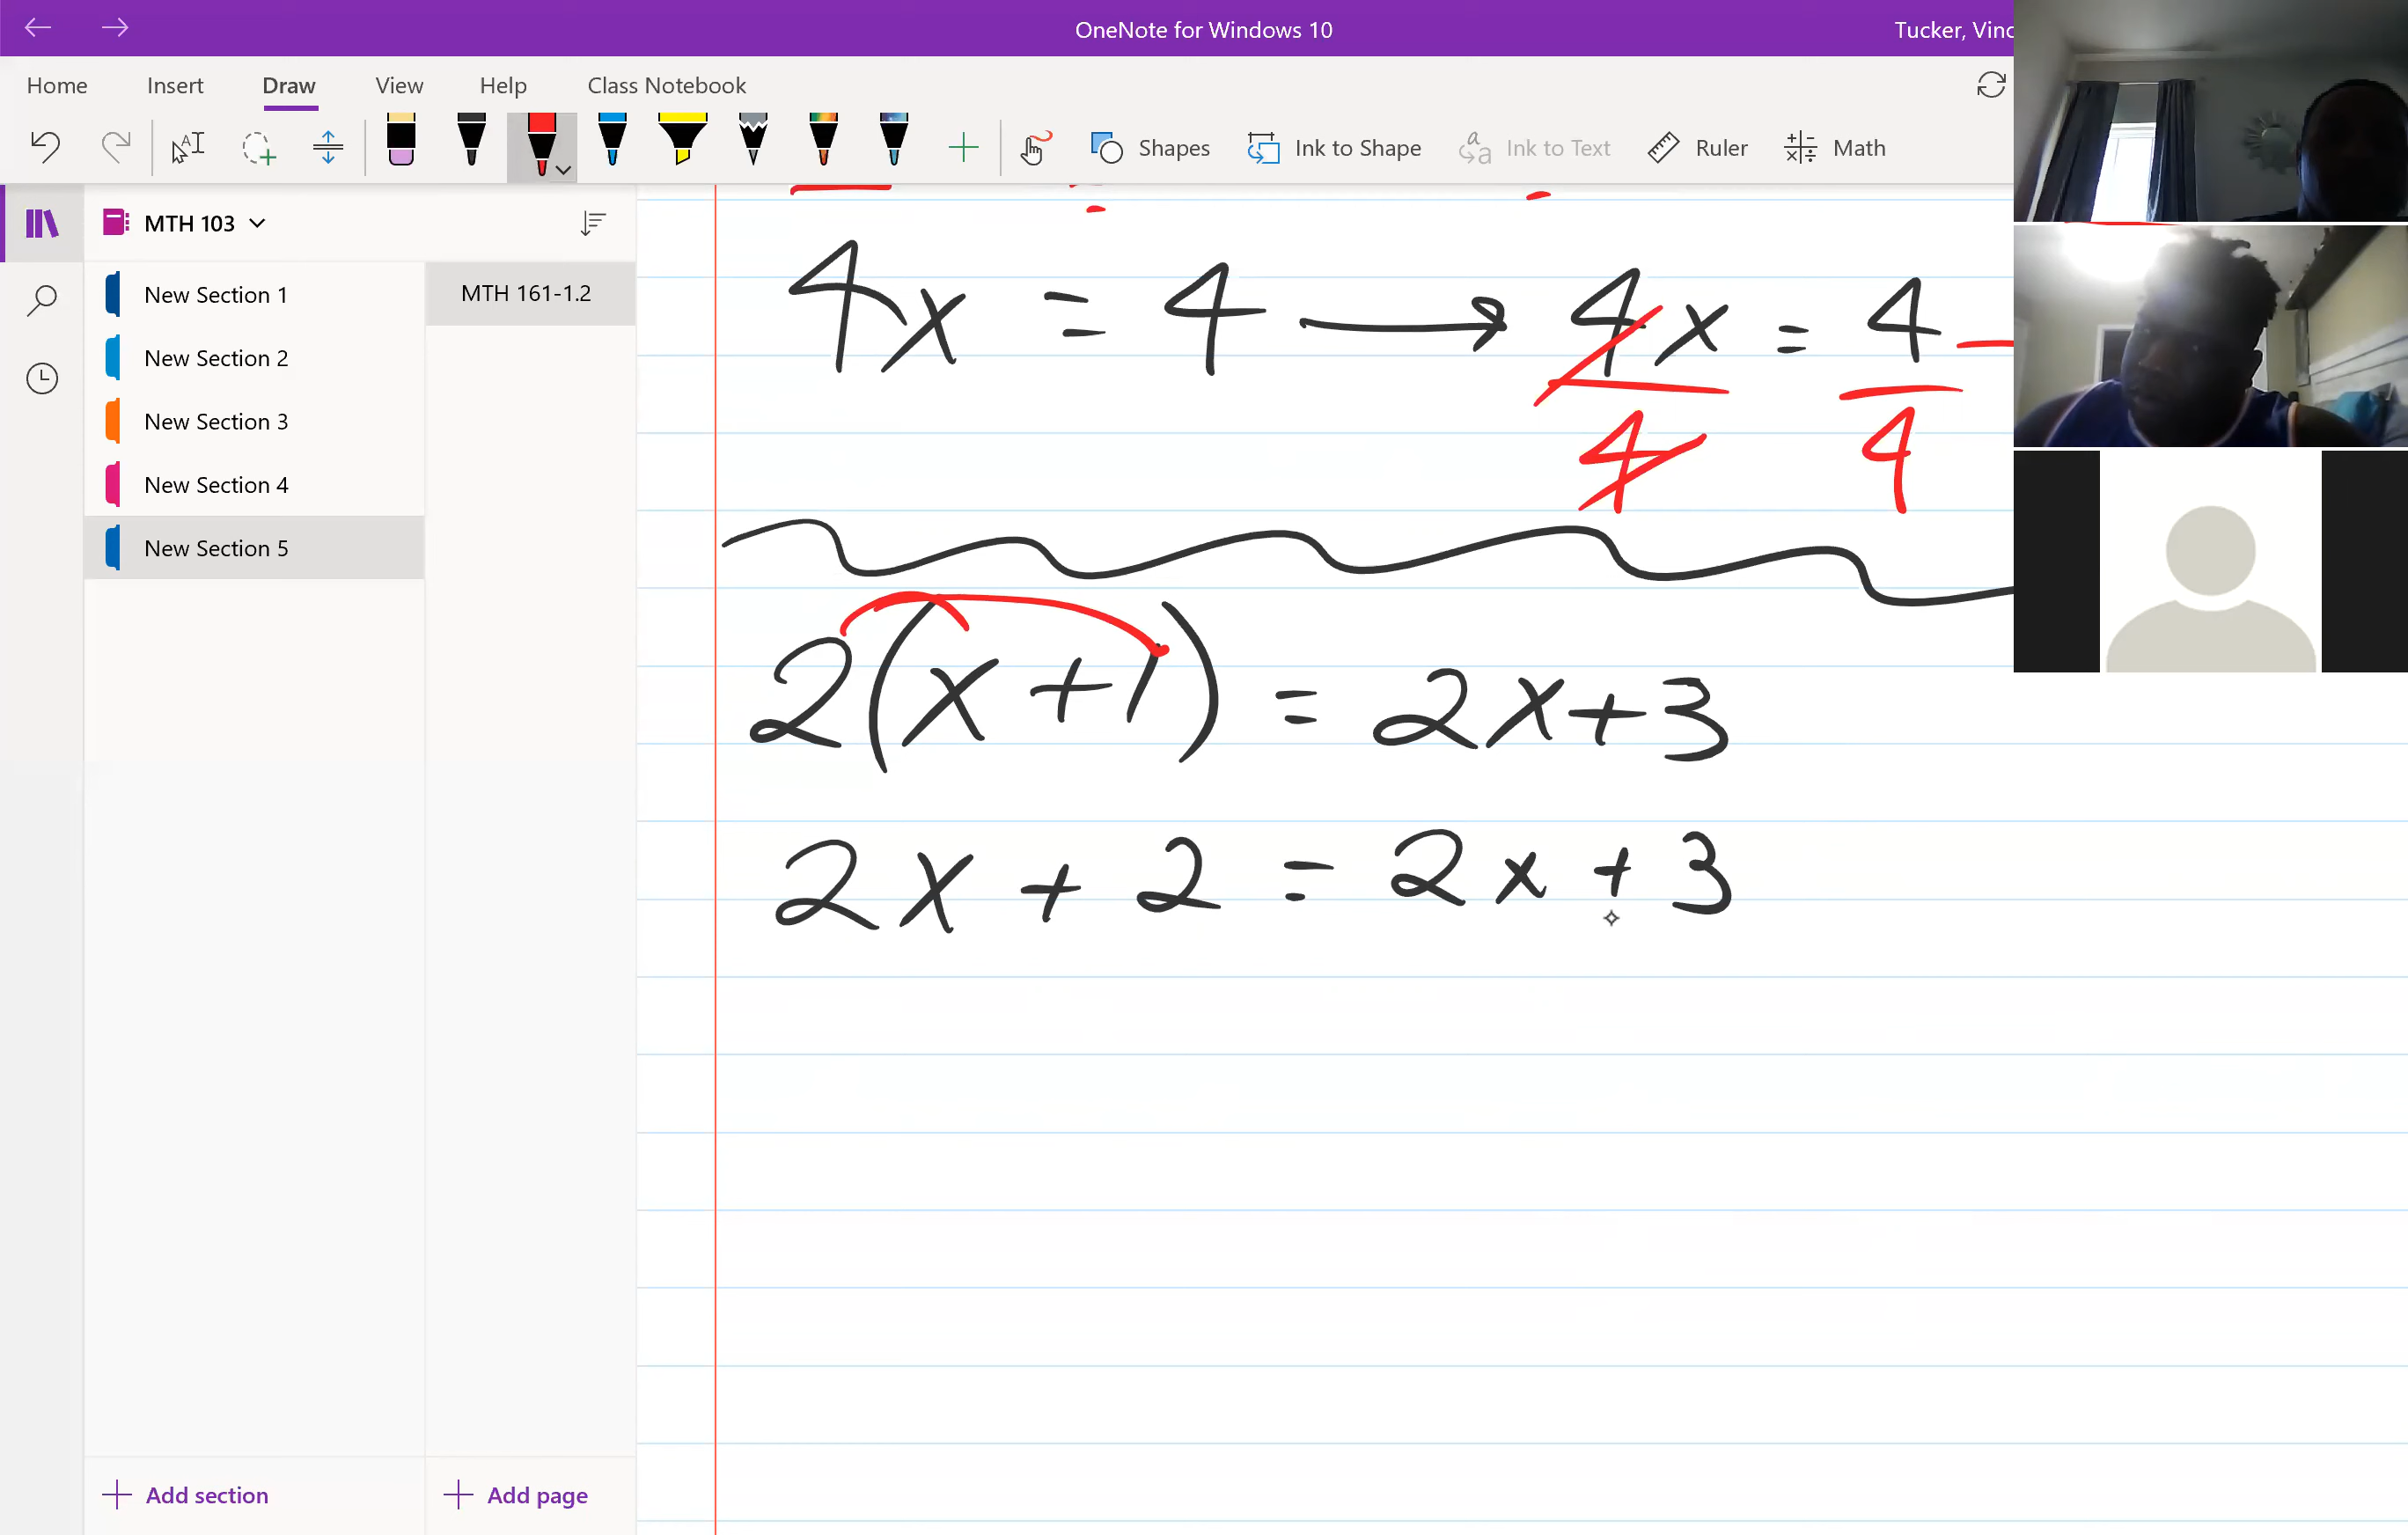 OneNote for Windows 10
Tucker, Vinc
Home Insert Draw View Help Class Notebook
Shapes Ink to Shape Ink to Text Ruler Math
MTH 103
New Section 1
New Section 2
New Section 3
New Section 4
New Section 5
MTH 161-1.2
4x = 4 → 4x/4 = 4/4
2(x+1) = 2x+3
2x + 2 = 2x + 3
Add section
Add page